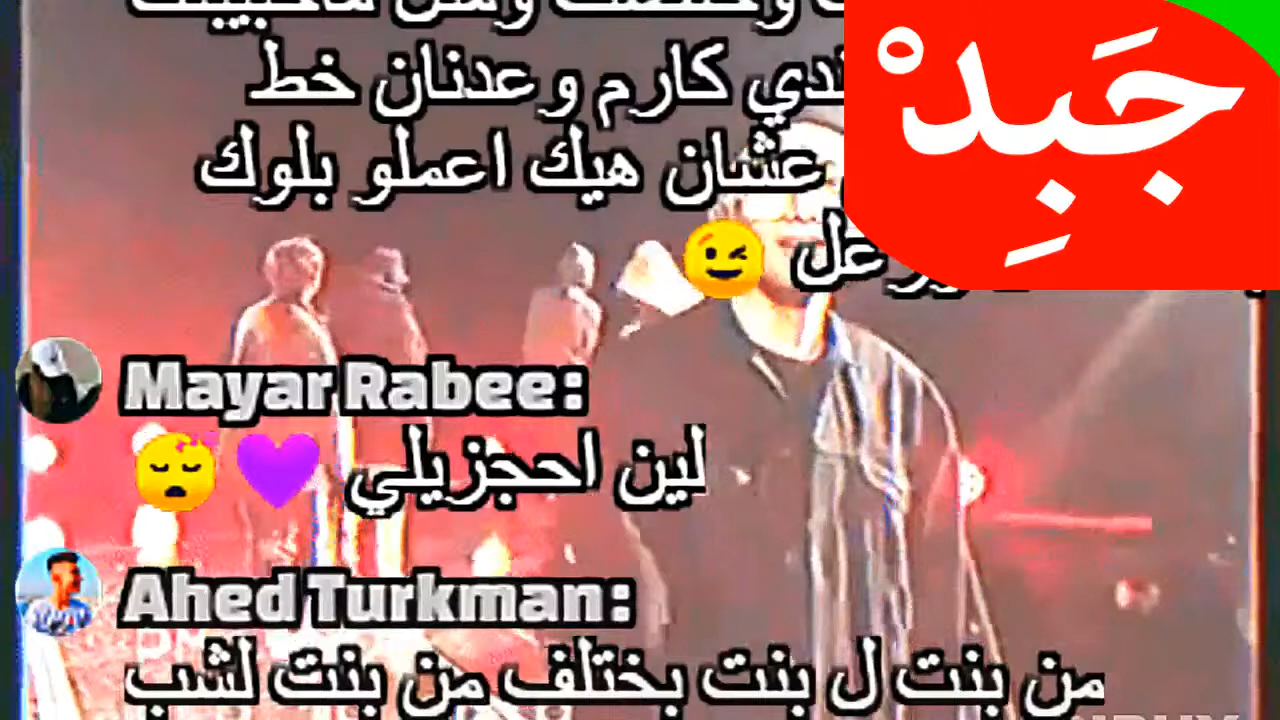 جَبِدْ
ندي كارم وعدنان خط
عشان هيك اعملو بلوك
Mayar Rabee:
لين احجزيلي
Ahed Turkman:
من بنت ل بنت بختلف من بنت لشب